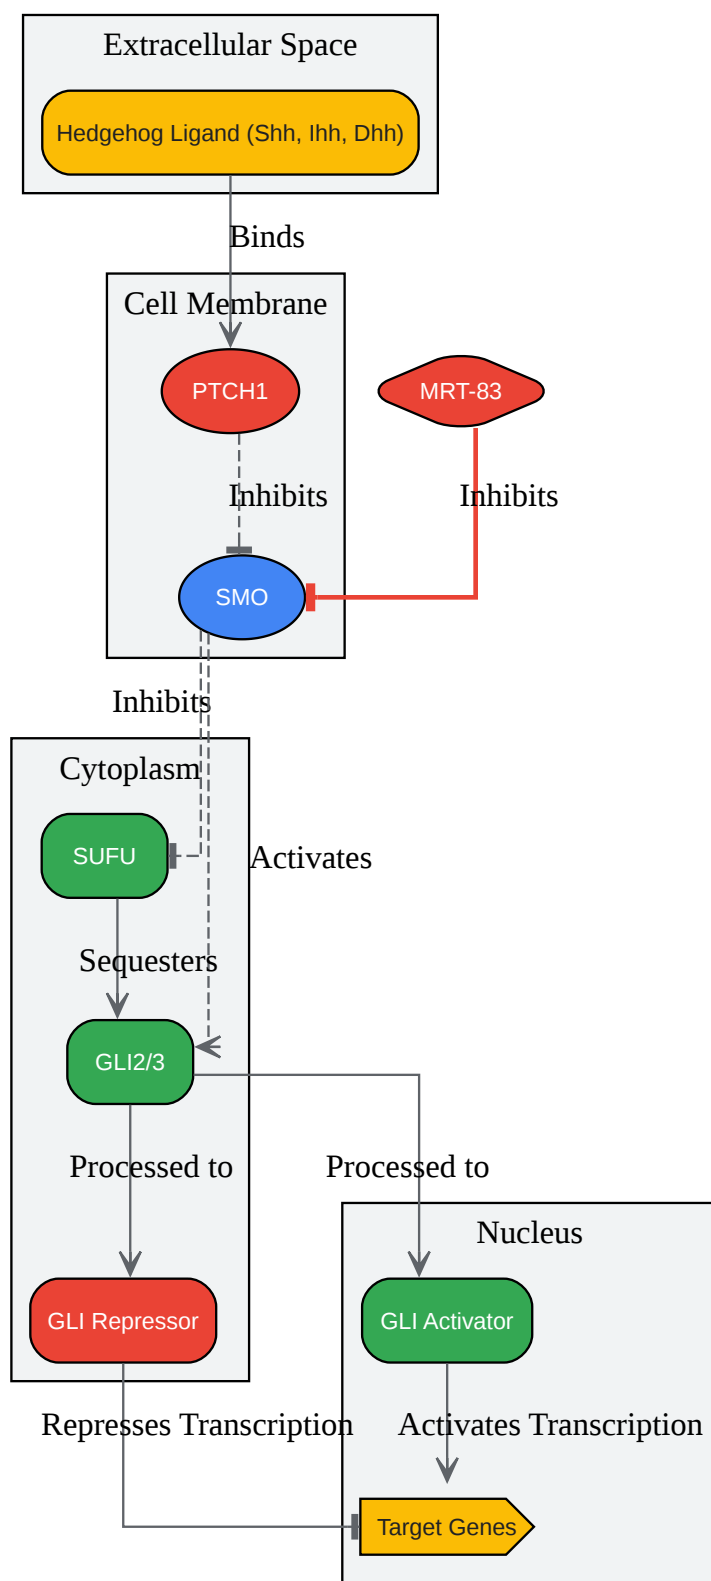 Extracellular Space
Hedgehog Ligand (Shh, Ihh, Dhh)
Binds
Cell Membrane
PTCH1
MRT-83
Inhibits
Inhibits
SMO
Inhibits
Cytoplasm
SUFU
Activates
Sequesters
GLI2/3
Processed to
Processed to
Nucleus
GLI Repressor
GLI Activator
Represses Transcription
Activates Transcription
Target Genes